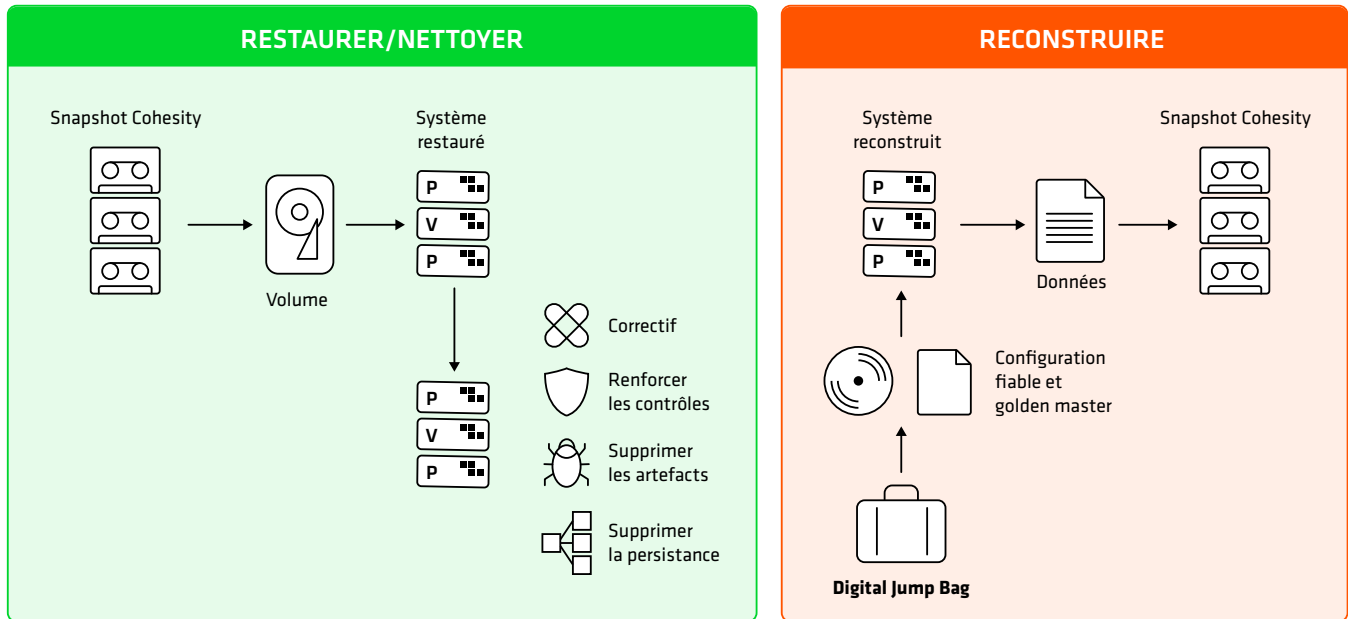 RESTAURER/NETTOYER
Snapshot Cohesity
Volume
Système
restauré
P
V
P
P
V
P
Correctif
Renforcer
les contrôles
Supprimer
les artefacts
Supprimer
la persistance
RECONSTRUIRE
Système
reconstruit
P
V
P
Données
Snapshot Cohesity
Configuration
fiable et
golden master
Digital Jump Bag